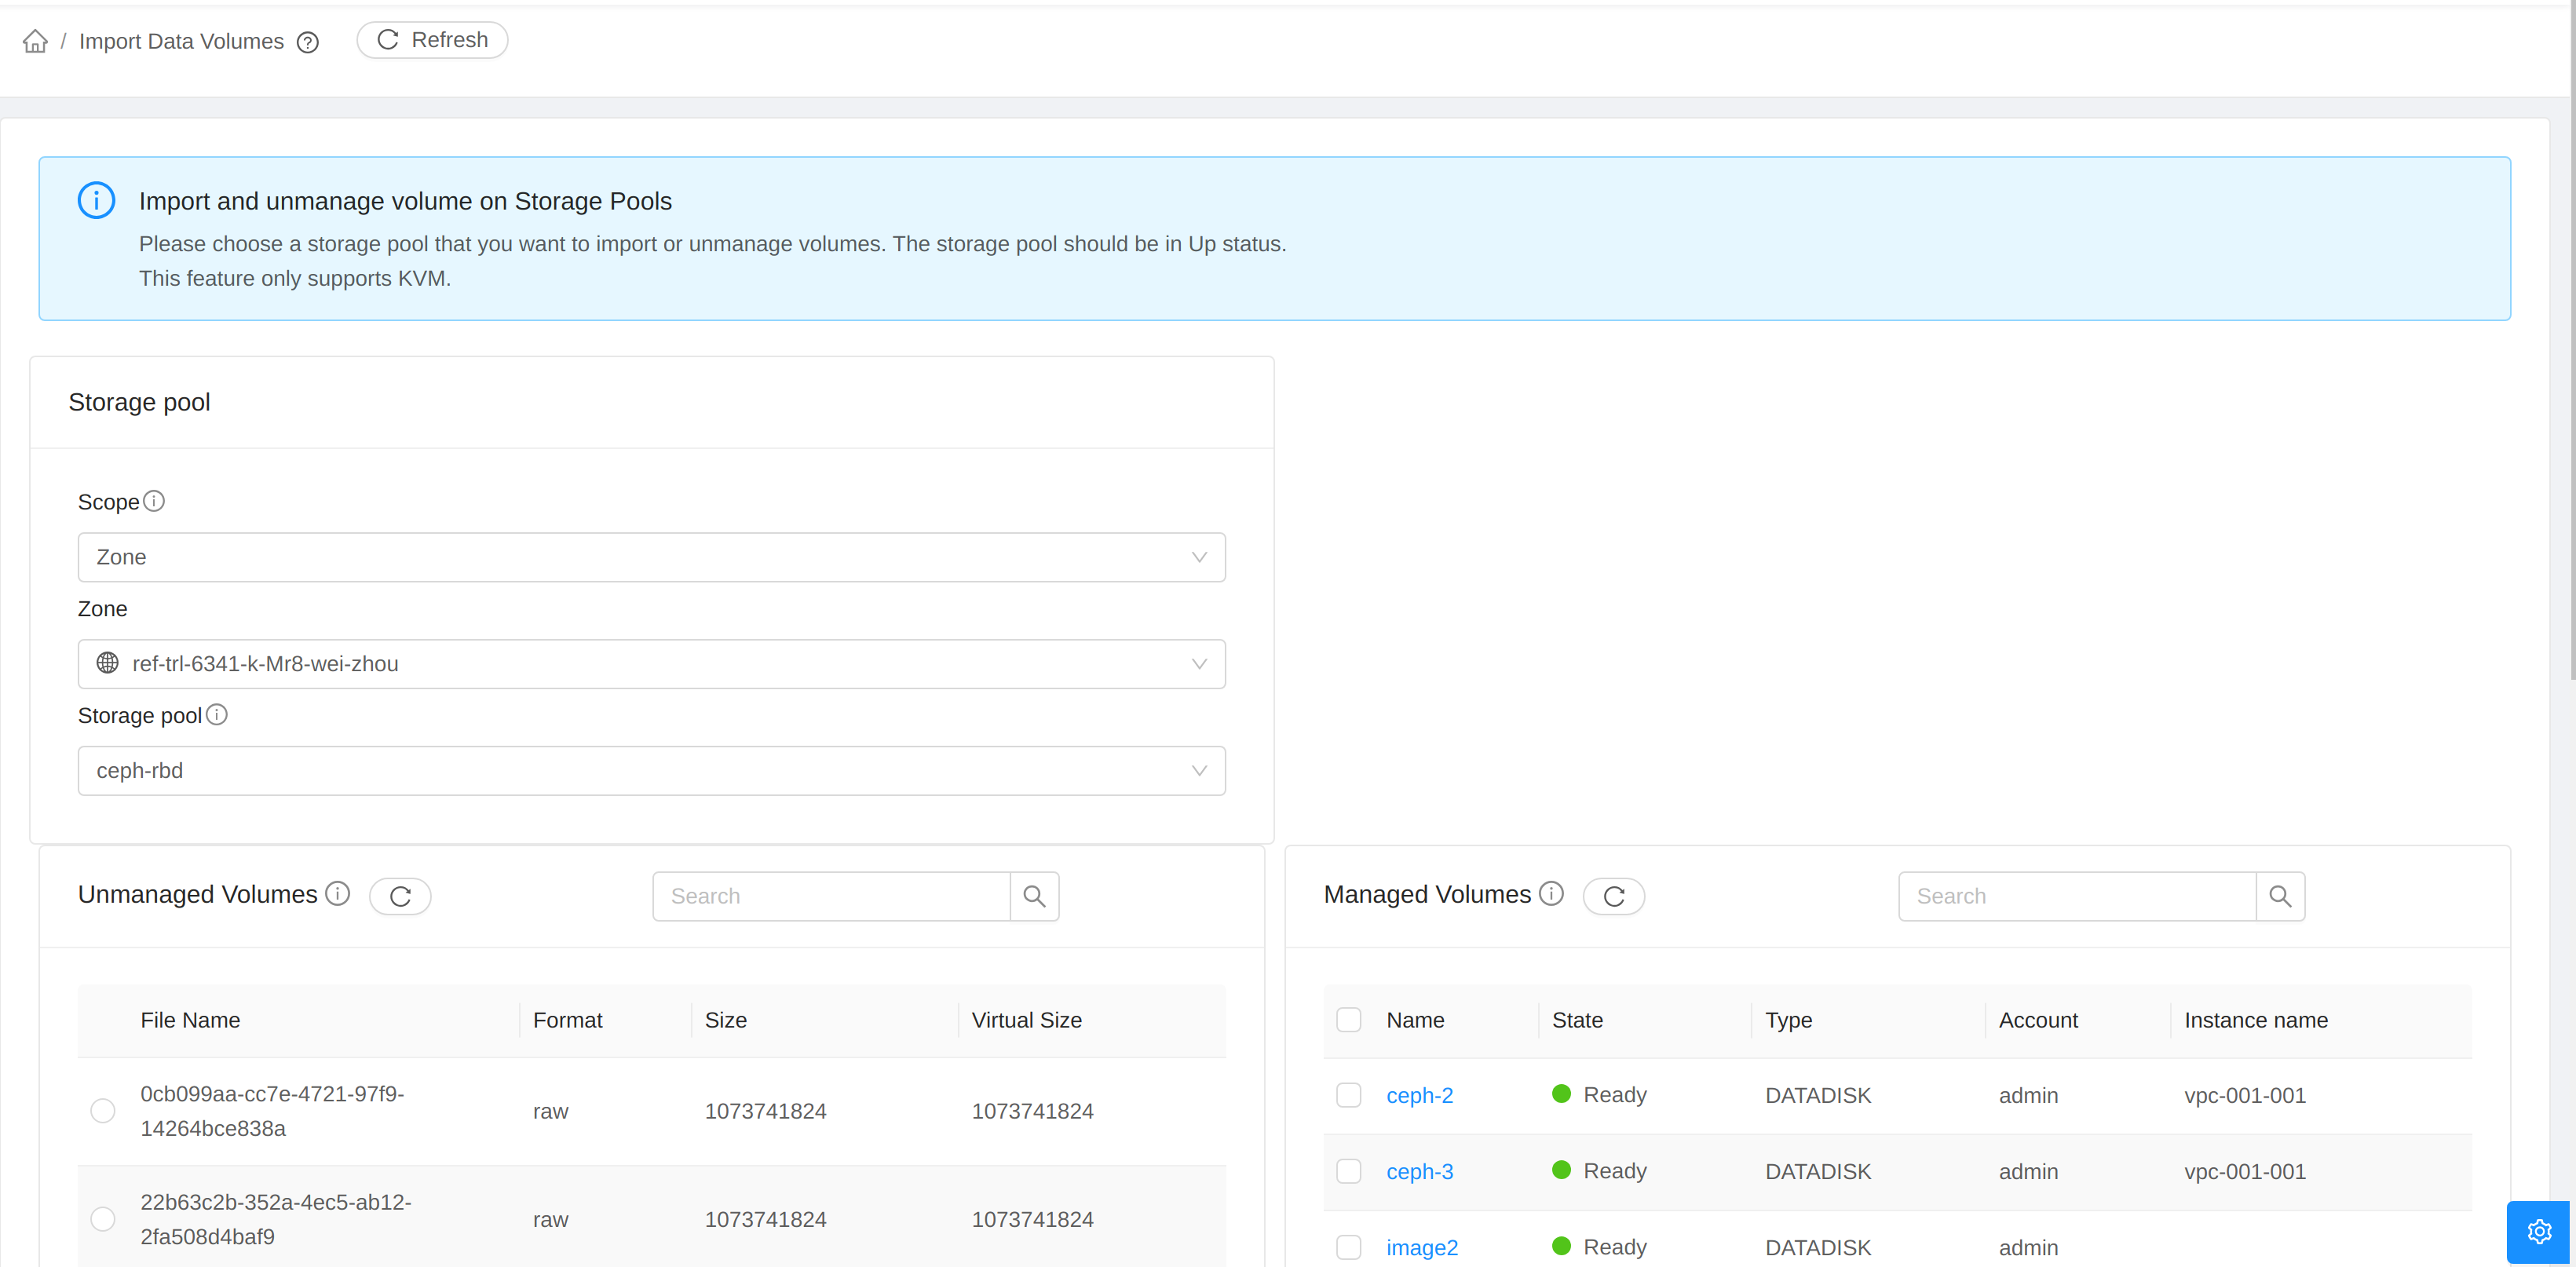 / Import Data Volumes Refresh
Import and unmanage volume on Storage Pools
Please choose a storage pool that you want to import or unmanage volumes. The storage pool should be in Up status.
This feature only supports KVM.
Storage pool
Scope
Zone
Zone
ref-trl-6341-k-Mr8-wei-zhou
Storage pool
ceph-rbd
Unmanaged Volumes Search
File Name Format Size Virtual Size
0cb099aa-cc7e-4721-97f9-
14264bce838a raw 1073741824 1073741824
22b63c2b-352a-4ec5-ab12-
2fa508d4baf9 raw 1073741824 1073741824
Managed Volumes Search
Name State Type Account Instance name
ceph-2 Ready DATADISK admin vpc-001-001
ceph-3 Ready DATADISK admin vpc-001-001
image2 Ready DATADISK admin